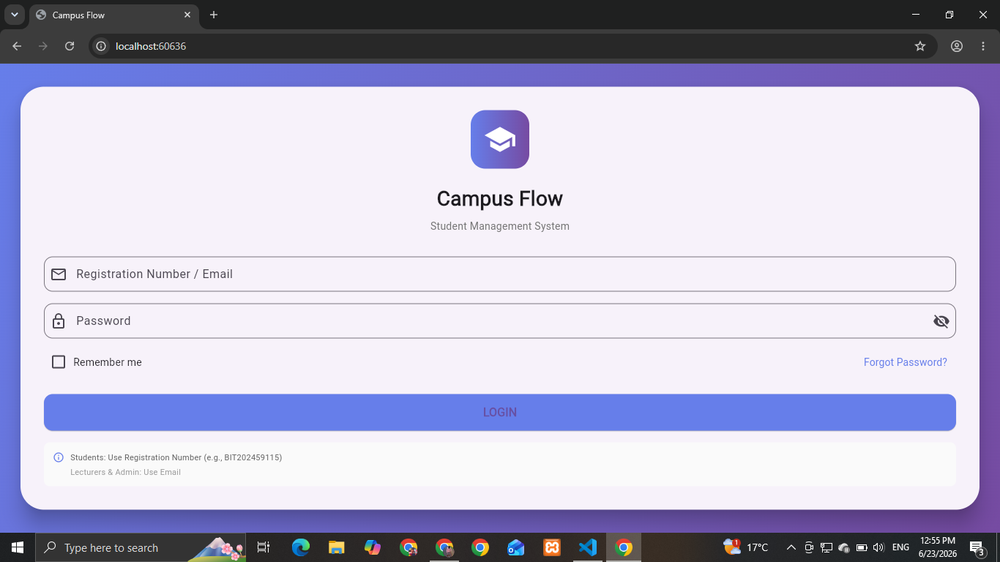 Campus Flow
localhost:60636
Campus Flow
Student Management System
Registration Number / Email
Password
Remember me
Forgot Password?
LOGIN
Students: Use Registration Number (e.g., BIT202459115)
Lecturers & Admin: Use Email
Type here to search
1
17°C
ENG
12:55 PM
6/23/2026
3